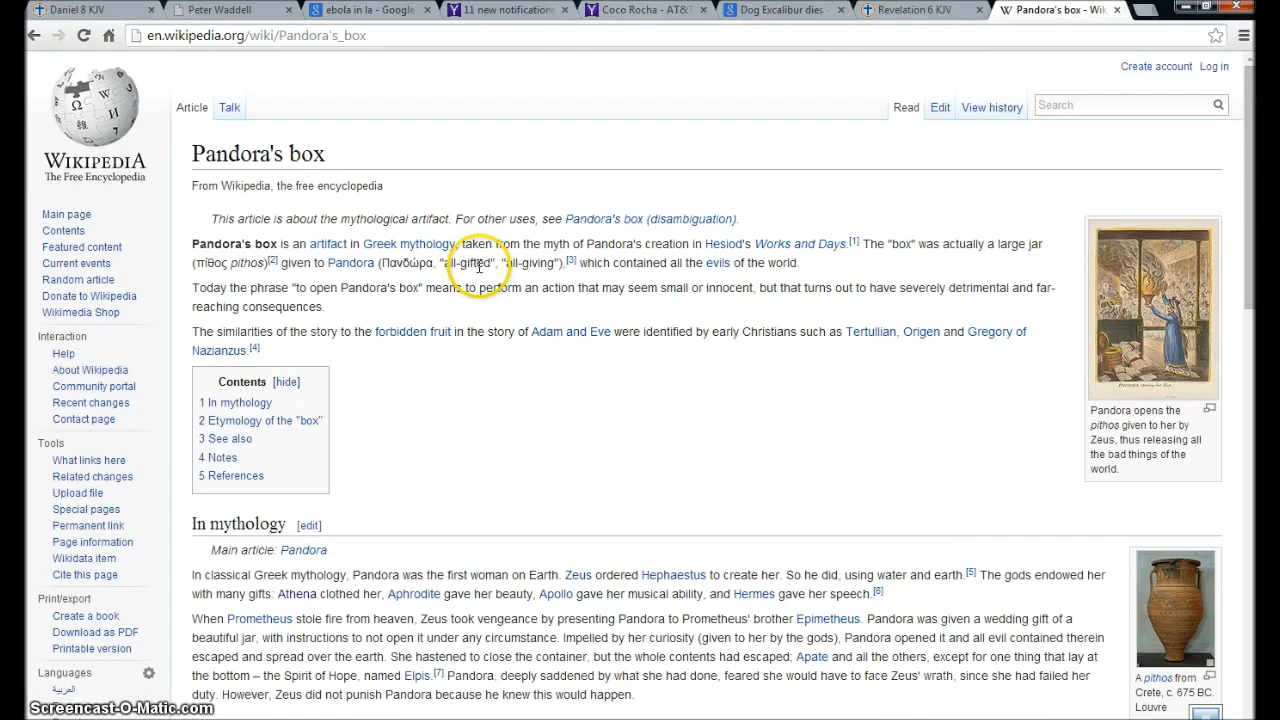 Daniel 8 KJV
Peter Waddell
ebola in la - Google
11 new notification
Coco Rocha - AT&T
Dog Excalibur dies -
Revelation 6 KJV
Pandora's box - Wik
en.wikipedia.org/wiki/Pandora's_box
Create account Log in
Article Talk
Read Edit View history Search
WIKIPEDIA
The Free Encyclopedia
Main page
Contents
Featured content
Current events
Random article
Donate to Wikipedia
Wikimedia Shop
Interaction
Help
About Wikipedia
Community portal
Recent changes
Contact page
Tools
What links here
Related changes
Upload file
Special pages
Permanent link
Page information
Wikidata item
Cite this page
Print/export
Create a book
Download as PDF
Printable version
Languages
العربية
Pandora's box
From Wikipedia, the free encyclopedia
This article is about the mythological artifact. For other uses, see Pandora's box (disambiguation).
Pandora's box is an artifact in Greek mythology, taken from the myth of Pandora's creation in Hesiod's Works and Days.[1] The "box" was actually a large jar
(πίθος pithos)[2] given to Pandora (Πανδώρα, "all-gifted", "all-giving"),[3] which contained all the evils of the world.
Today the phrase "to open Pandora's box" means to perform an action that may seem small or innocent, but that turns out to have severely detrimental and far-
reaching consequences.
The similarities of the story to the forbidden fruit in the story of Adam and Eve were identified by early Christians such as Tertullian, Origen and Gregory of
Nazianzus.[4]
Contents [hide]
1 In mythology
2 Etymology of the "box"
3 See also
4 Notes
5 References
Pandora opens the
pithos given to her by
Zeus, thus releasing all
the bad things of the
world.
In mythology [edit]
Main article: Pandora
In classical Greek mythology, Pandora was the first woman on Earth. Zeus ordered Hephaestus to create her. So he did, using water and earth.[5] The gods endowed her
with many gifts: Athena clothed her, Aphrodite gave her beauty, Apollo gave her musical ability, and Hermes gave her speech.[6]
When Prometheus stole fire from heaven, Zeus took vengeance by presenting Pandora to Prometheus' brother Epimetheus. Pandora was given a wedding gift of a
beautiful jar, with instructions to not open it under any circumstance. Impelled by her curiosity (given to her by the gods), Pandora opened it and all evil contained therein
escaped and spread over the earth. She hastened to close the container, but the whole contents had escaped; Apate and all the others, except for one thing that lay at
the bottom – the Spirit of Hope, named Elpis.[7] Pandora, deeply saddened by what she had done, feared she would have to face Zeus' wrath, since she had failed her
duty. However, Zeus did not punish Pandora because he knew this would happen.
A pithos from
Crete, c. 675 BC.
Louvre
Screencast-O-Matic.com